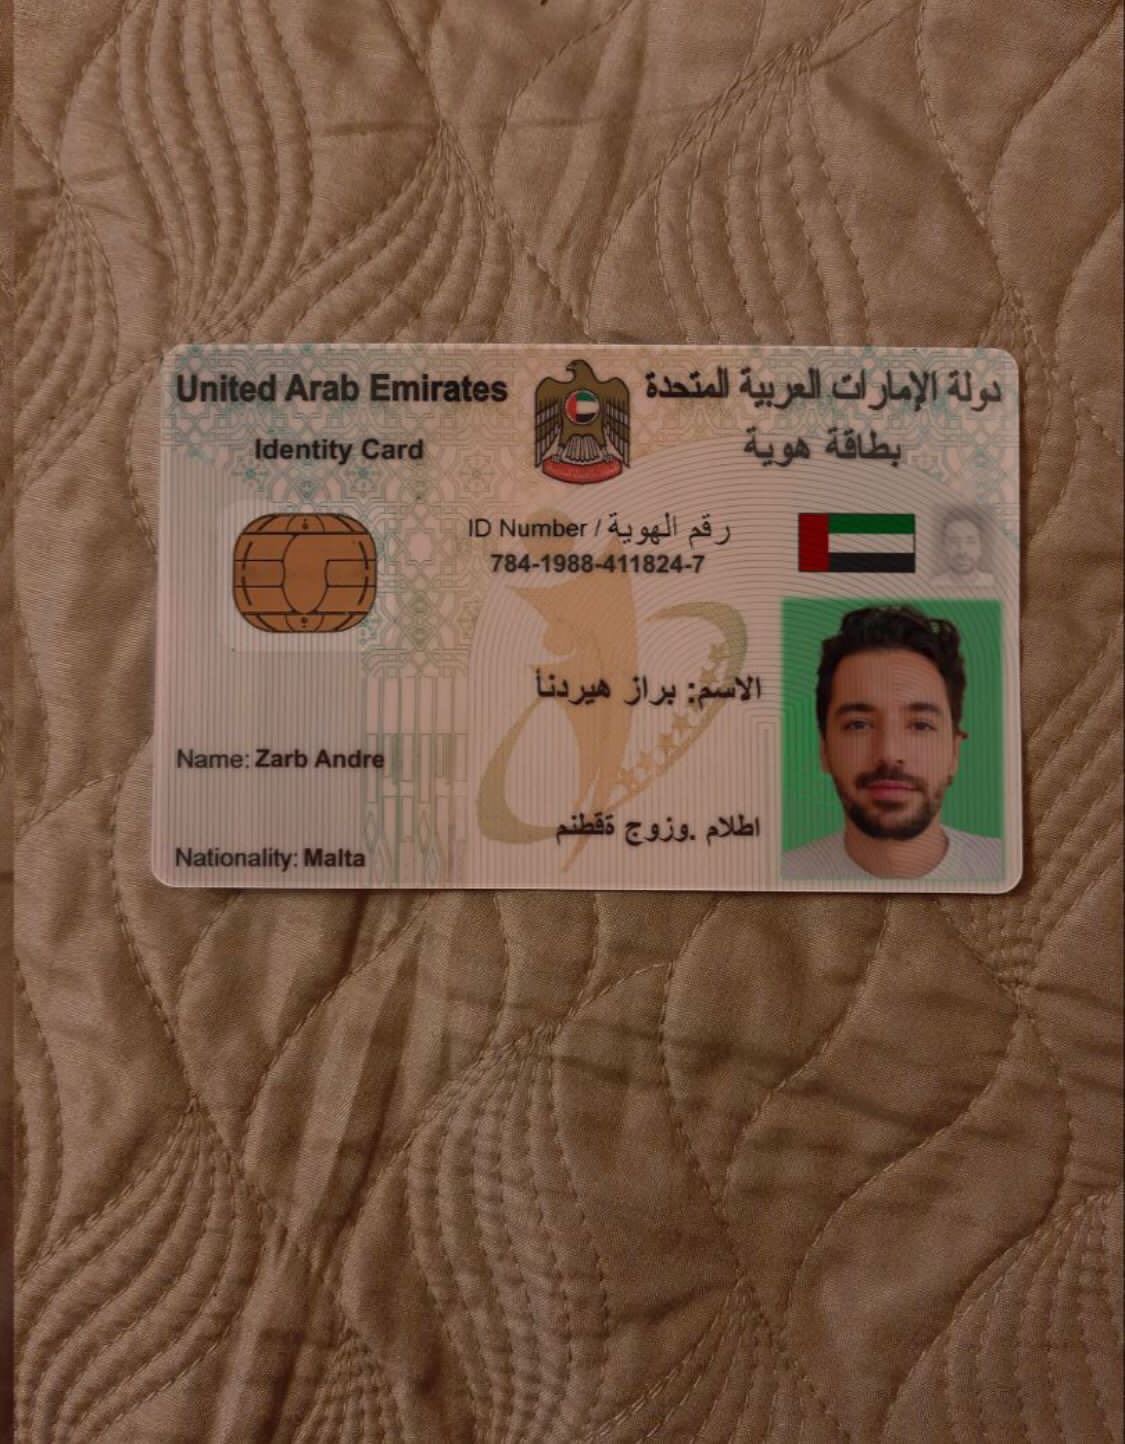 United Arab Emirates
دولة الإمارات العربية المتحدة
Identity Card
بطاقة هوية
ID Number / رقم الهوية
784-1988-411824-7
الاسم: براز هيردنأ
Name: Zarb Andre
اطلام .وزوج ةقطنم
Nationality: Malta